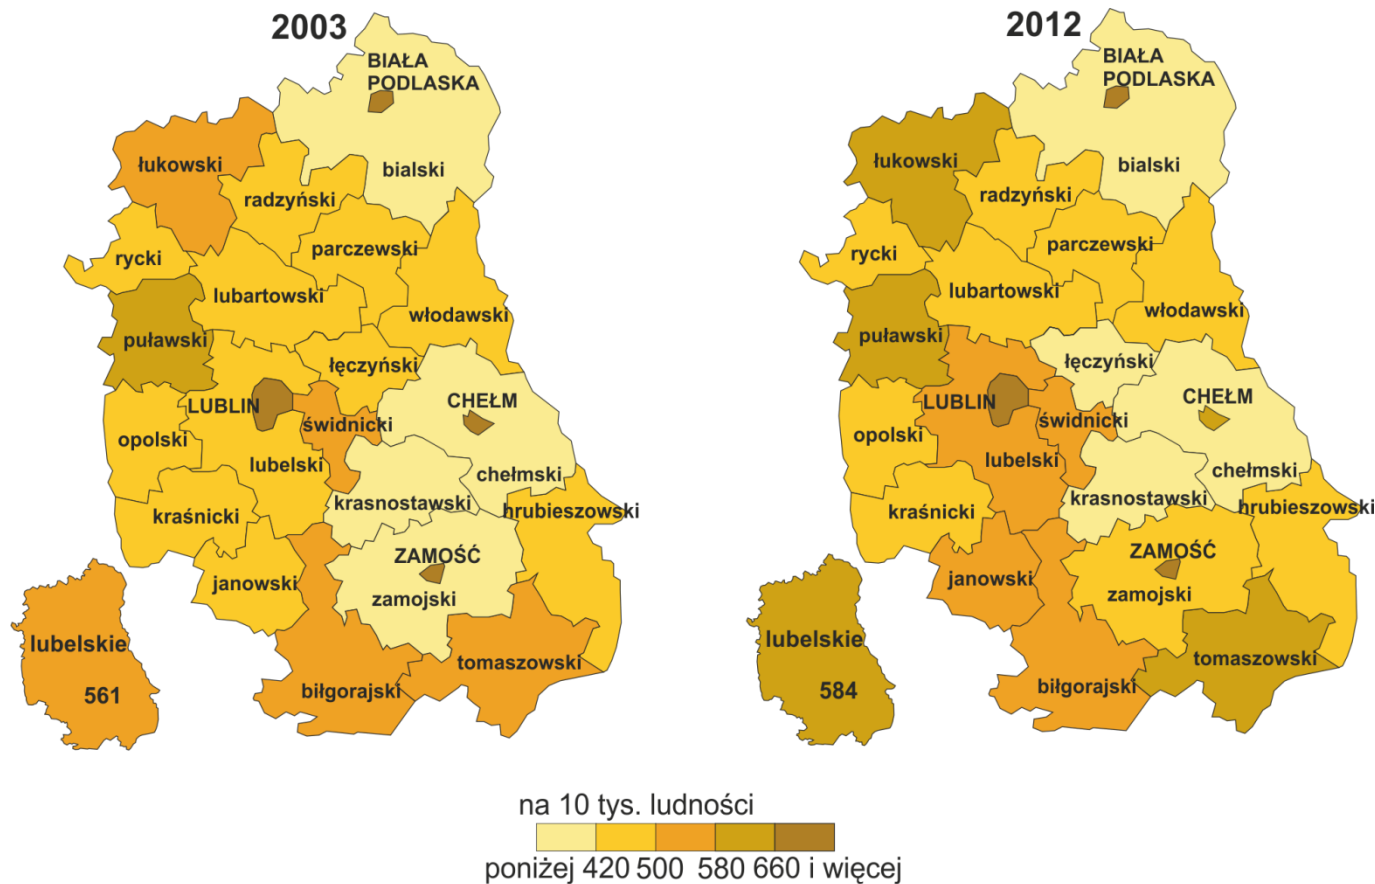 2003
BIAŁA
PODLASKA
łukowski
bialski
radzyński
parczewski
rycki
lubartowski
włodawski
puławski
łęczyński
LUBLIN
CHEŁM
świdnicki
opolski
lubelski
chełmski
krasnostawski
hrubieszowski
kraśnicki
ZAMOŚĆ
janowski
zamojski
lubelskie
tomaszowski
biłgorajski
561
2012
BIAŁA
PODLASKA
łukowski
bialski
radzyński
parczewski
rycki
lubartowski
włodawski
puławski
łęczyński
LUBLIN
CHEŁM
świdnicki
opolski
lubelski
chełmski
krasnostawski
hrubieszowski
kraśnicki
ZAMOŚĆ
janowski
zamojski
lubelskie
tomaszowski
biłgorajski
584
na 10 tys. ludności
poniżej 420 500 580 660 i więcej